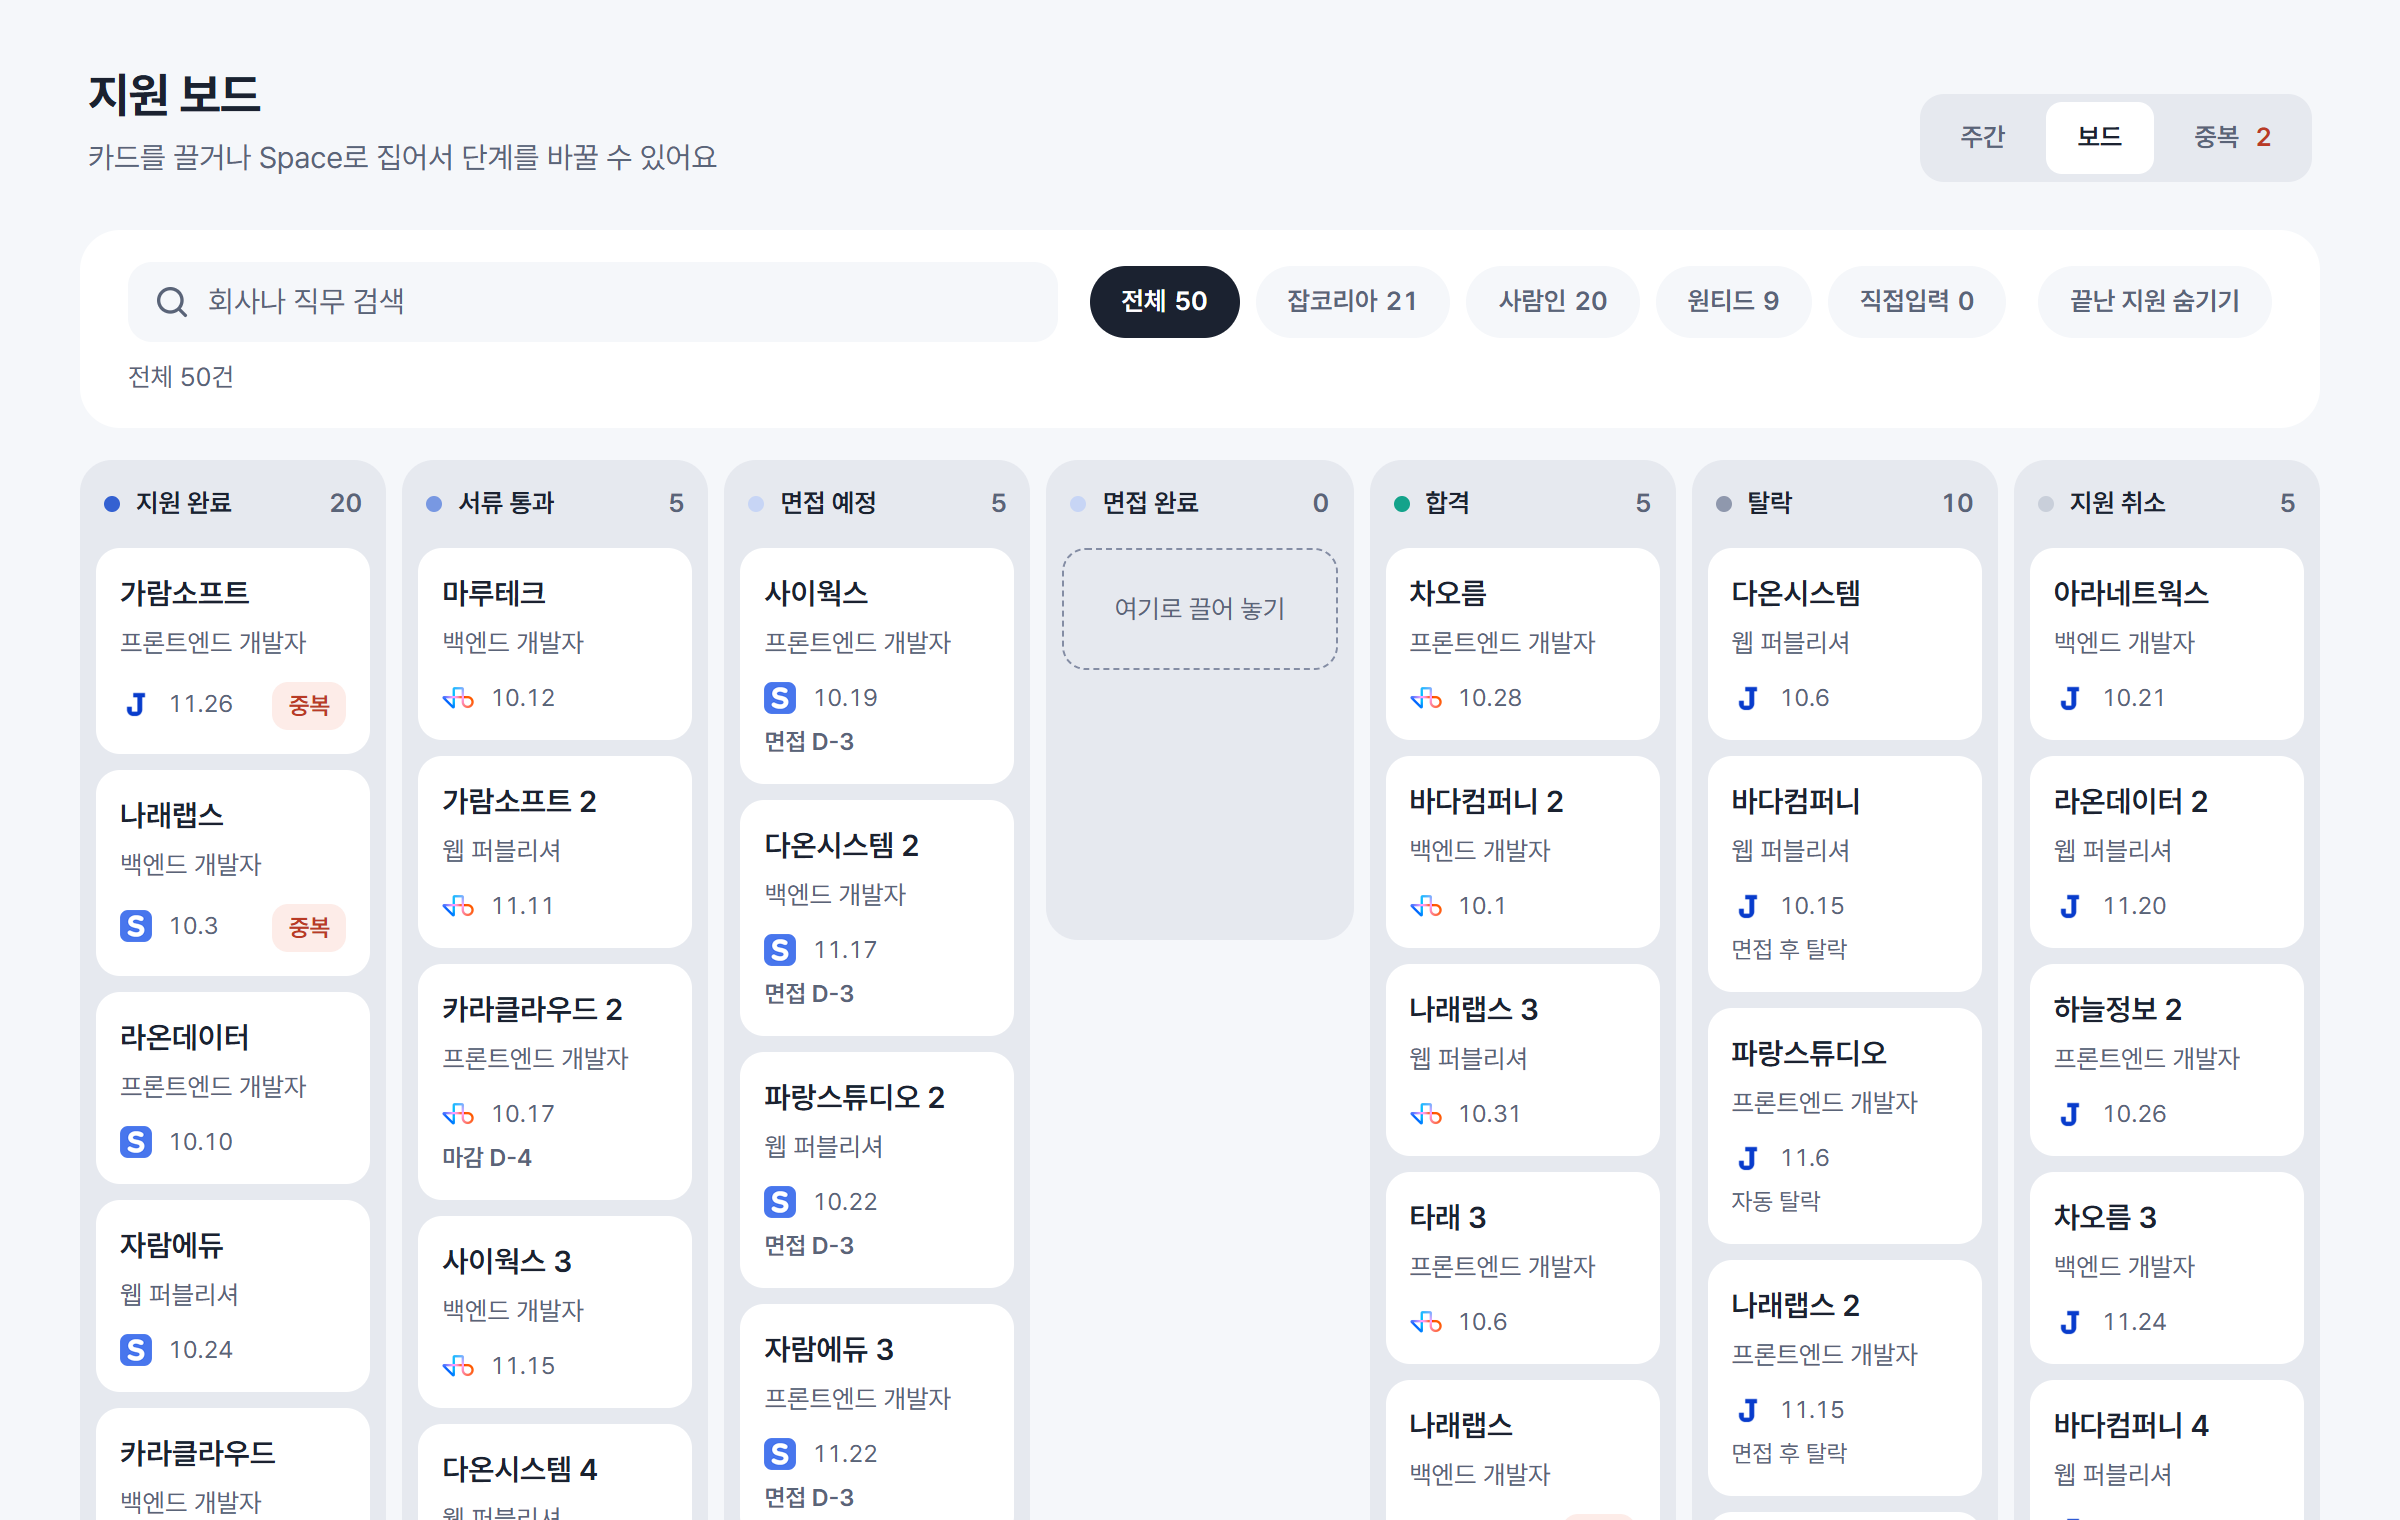 지원 보드
카드를 끌거나 Space로 집어서 단계를 바꿀 수 있어요
주간 보드 중복 2
회사나 직무 검색
전체 50 잡코리아 21 사람인 20 원티드 9 직접입력 0 끝난 지원 숨기기
전체 50건
지원 완료 20
가람소프트
프론트엔드 개발자
J 11.26 중복
나래랩스
백엔드 개발자
S 10.3 중복
라온데이터
프론트엔드 개발자
S 10.10
자람에듀
웹 퍼블리셔
S 10.24
카라클라우드
백엔드 개발자
서류 통과 5
마루테크
백엔드 개발자
10.12
가람소프트 2
웹 퍼블리셔
11.11
카라클라우드 2
프론트엔드 개발자
10.17
마감 D-4
사이웍스 3
백엔드 개발자
11.15
다온시스템 4
웹 퍼블리셔
면접 예정 5
사이웍스
프론트엔드 개발자
S 10.19
면접 D-3
다온시스템 2
백엔드 개발자
S 11.17
면접 D-3
파랑스튜디오 2
웹 퍼블리셔
S 10.22
면접 D-3
자람에듀 3
프론트엔드 개발자
S 11.22
면접 D-3
면접 완료 0
여기로 끌어 놓기
합격 5
차오름
프론트엔드 개발자
10.28
바다컴퍼니 2
백엔드 개발자
10.1
나래랩스 3
웹 퍼블리셔
10.31
타래 3
프론트엔드 개발자
10.6
나래랩스
백엔드 개발자
탈락 10
다온시스템
웹 퍼블리셔
J 10.6
바다컴퍼니
웹 퍼블리셔
J 10.15
면접 후 탈락
파랑스튜디오
프론트엔드 개발자
J 11.6
자동 탈락
나래랩스 2
프론트엔드 개발자
J 11.15
면접 후 탈락
지원 취소 5
아라네트웍스
백엔드 개발자
J 10.21
라온데이터 2
웹 퍼블리셔
J 11.20
하늘정보 2
프론트엔드 개발자
J 10.26
차오름 3
백엔드 개발자
J 11.24
바다컴퍼니 4
웹 퍼블리셔